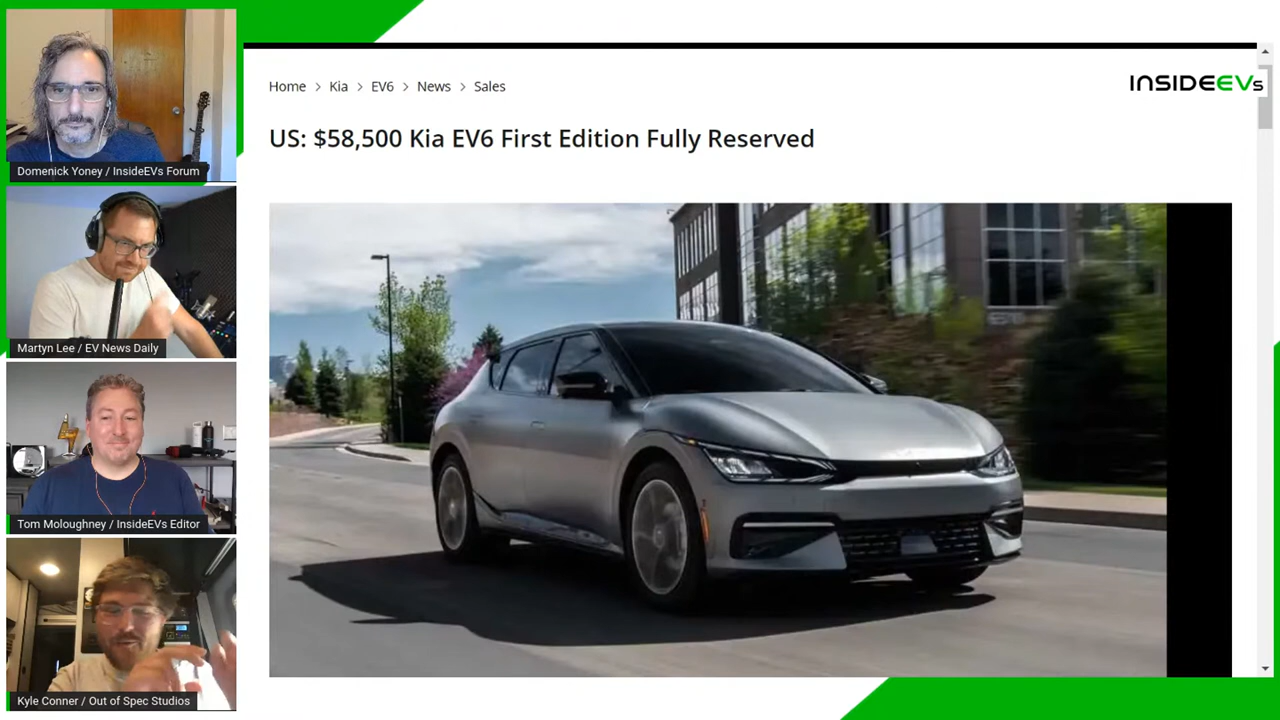 Domenick Yoney / InsideEVs Forum
Martyn Lee / EV News Daily
Tom Moloughney / InsideEVs Editor
Kyle Conner / Out of Spec Studios
Home > Kia > EV6 > News > Sales
INSIDEEVs
US: $58,500 Kia EV6 First Edition Fully Reserved